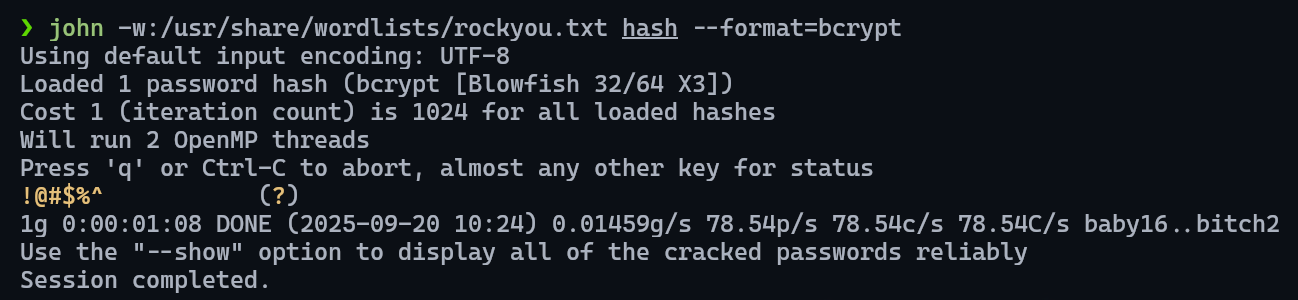 ❯ john -w:/usr/share/wordlists/rockyou.txt hash --format=bcrypt
Using default input encoding: UTF-8
Loaded 1 password hash (bcrypt [Blowfish 32/64 X3])
Cost 1 (iteration count) is 1024 for all loaded hashes
Will run 2 OpenMP threads
Press 'q' or Ctrl-C to abort, almost any other key for status
!@#$%^           (?)
1g 0:00:01:08 DONE (2025-09-20 10:24) 0.01459g/s 78.54p/s 78.54c/s 78.54C/s baby16..bitch2
Use the "--show" option to display all of the cracked passwords reliably
Session completed.